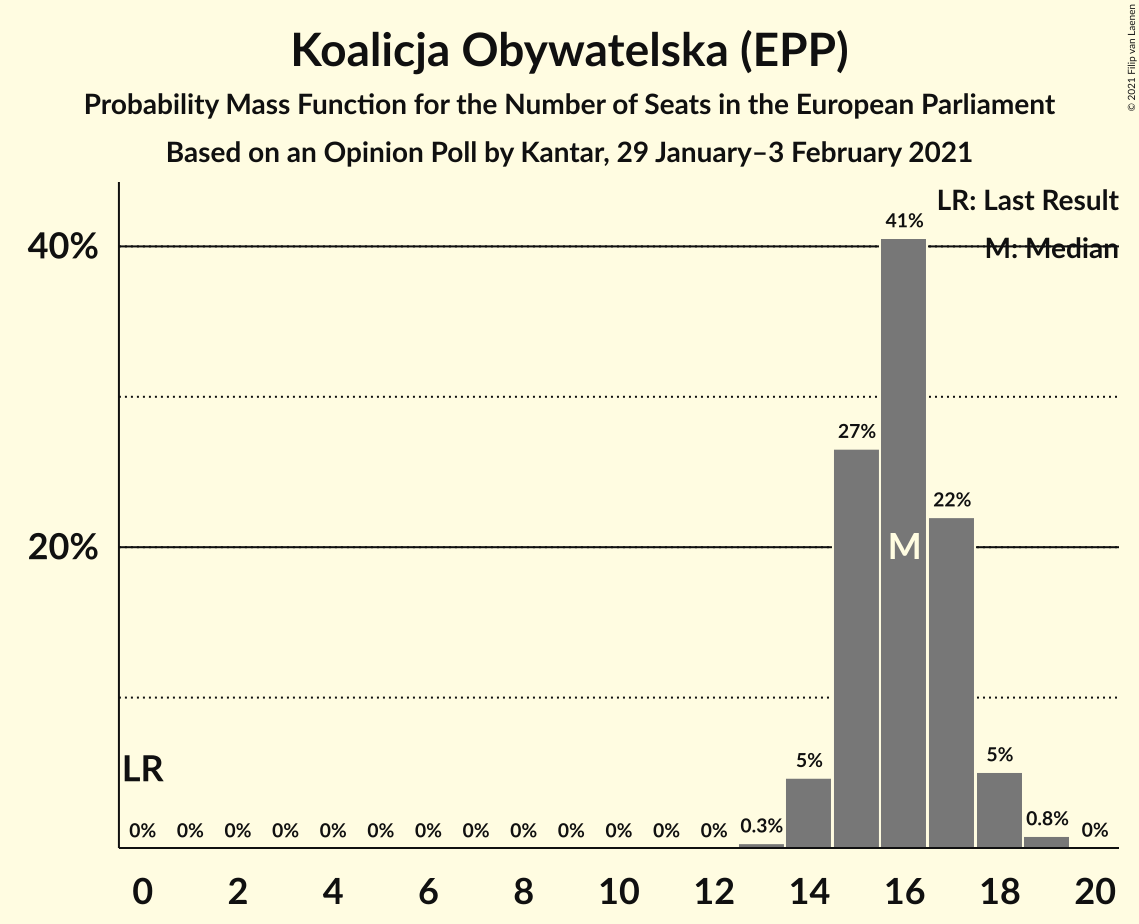 Koalicja Obywatelska (EPP)
Probability Mass Function for the Number of Seats in the European Parliament
Based on an Opinion Poll by Kantar, 29 January–3 February 2021
© 2021 Filip van Laenen
LR: Last Result
M: Median
41%
40%
27%
22%
20%
M
LR
5%
5%
0% 0% 0% 0% 0% 0% 0% 0% 0% 0% 0% 0% 0% 0.3% 0.8% 0%
0 2 4 6 8 10 12 14 16 18 20